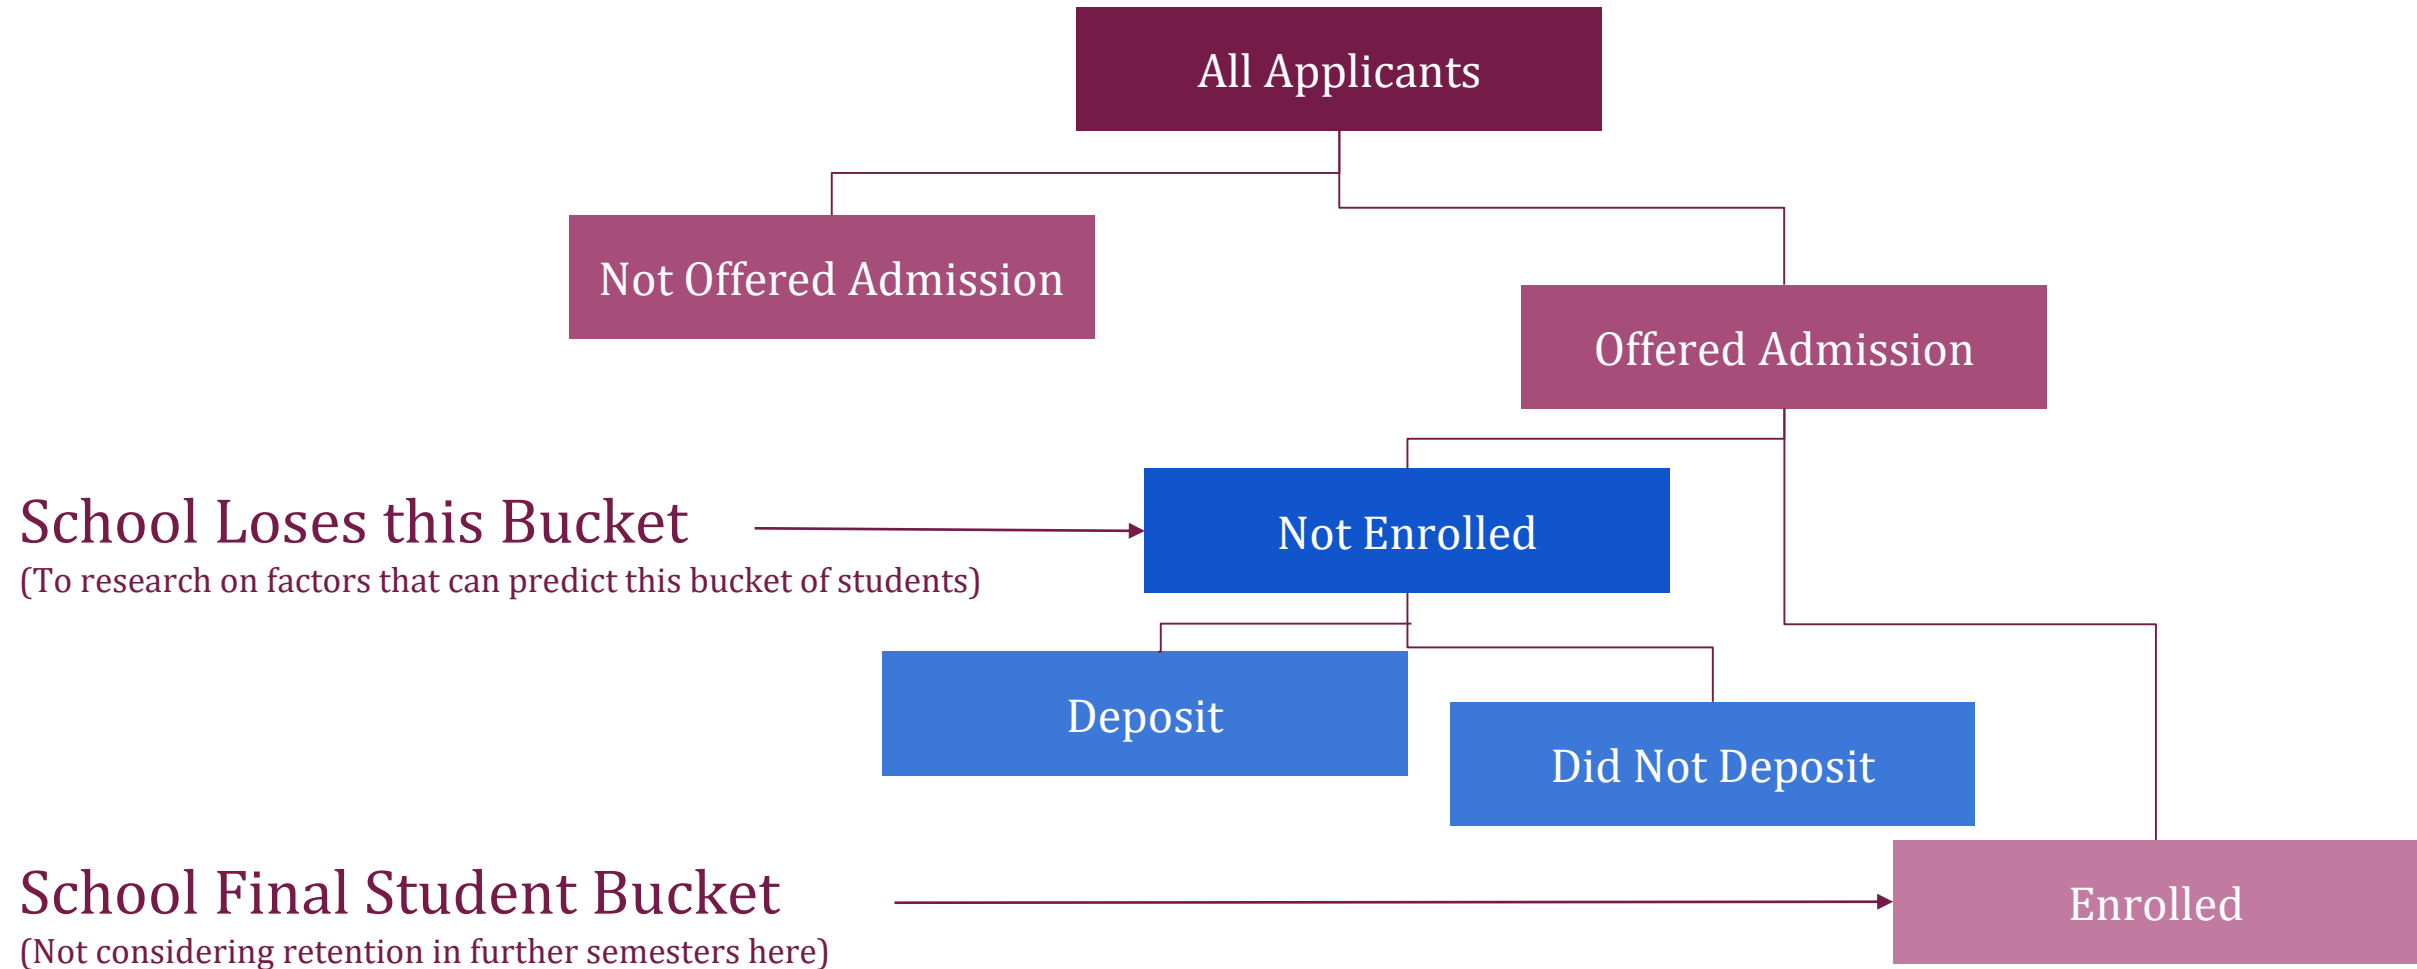 All Applicants
Not Offered Admission
Offered Admission
School Loses this Bucket
(To research on factors that can predict this bucket of students)
Not Enrolled
Deposit
Did Not Deposit
School Final Student Bucket
(Not considering retention in further semesters here)
Enrolled